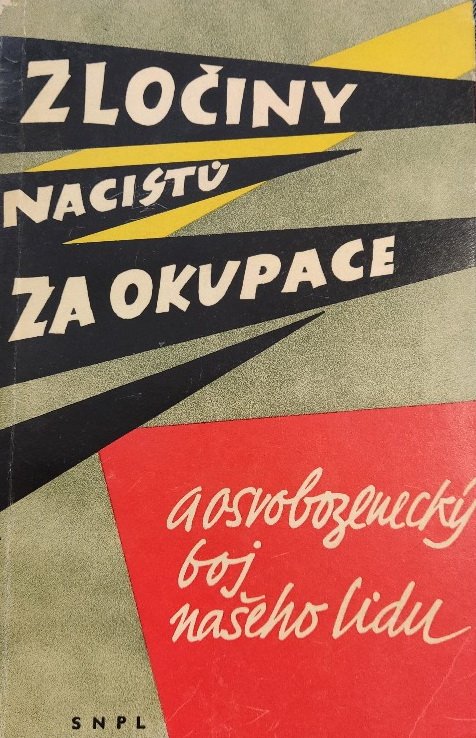 ZLOČINY
NACISTŮ
ZA OKUPACE
a osvobozenecký
boj
našeho lidu
SNPL